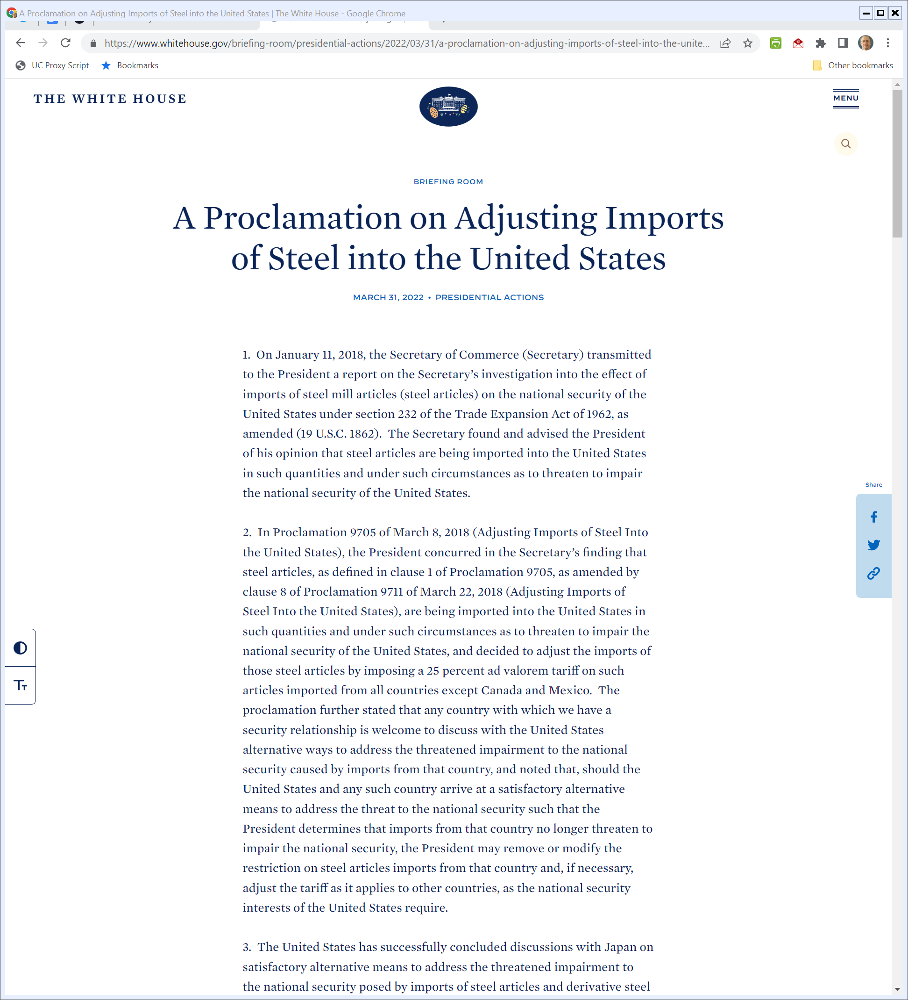 A Proclamation on Adjusting Imports of Steel into the United States | The White House - Google Chrome
https://www.whitehouse.gov/briefing-room/presidential-actions/2022/03/31/a-proclamation-on-adjusting-imports-of-steel-into-the-unite...
UC Proxy Script Bookmarks Other bookmarks
THE WHITE HOUSE
MENU
BRIEFING ROOM
A Proclamation on Adjusting Imports
of Steel into the United States
MARCH 31, 2022 • PRESIDENTIAL ACTIONS
1. On January 11, 2018, the Secretary of Commerce (Secretary) transmitted
to the President a report on the Secretary’s investigation into the effect of
imports of steel mill articles (steel articles) on the national security of the
United States under section 232 of the Trade Expansion Act of 1962, as
amended (19 U.S.C. 1862). The Secretary found and advised the President
of his opinion that steel articles are being imported into the United States
in such quantities and under such circumstances as to threaten to impair
the national security of the United States.
Share
2. In Proclamation 9705 of March 8, 2018 (Adjusting Imports of Steel Into
the United States), the President concurred in the Secretary’s finding that
steel articles, as defined in clause 1 of Proclamation 9705, as amended by
clause 8 of Proclamation 9711 of March 22, 2018 (Adjusting Imports of
Steel Into the United States), are being imported into the United States in
such quantities and under such circumstances as to threaten to impair the
national security of the United States, and decided to adjust the imports of
those steel articles by imposing a 25 percent ad valorem tariff on such
articles imported from all countries except Canada and Mexico. The
proclamation further stated that any country with which we have a
security relationship is welcome to discuss with the United States
alternative ways to address the threatened impairment to the national
security caused by imports from that country, and noted that, should the
United States and any such country arrive at a satisfactory alternative
means to address the threat to the national security such that the
President determines that imports from that country no longer threaten to
impair the national security, the President may remove or modify the
restriction on steel articles imports from that country and, if necessary,
adjust the tariff as it applies to other countries, as the national security
interests of the United States require.
3. The United States has successfully concluded discussions with Japan on
satisfactory alternative means to address the threatened impairment to
the national security posed by imports of steel articles and derivative steel